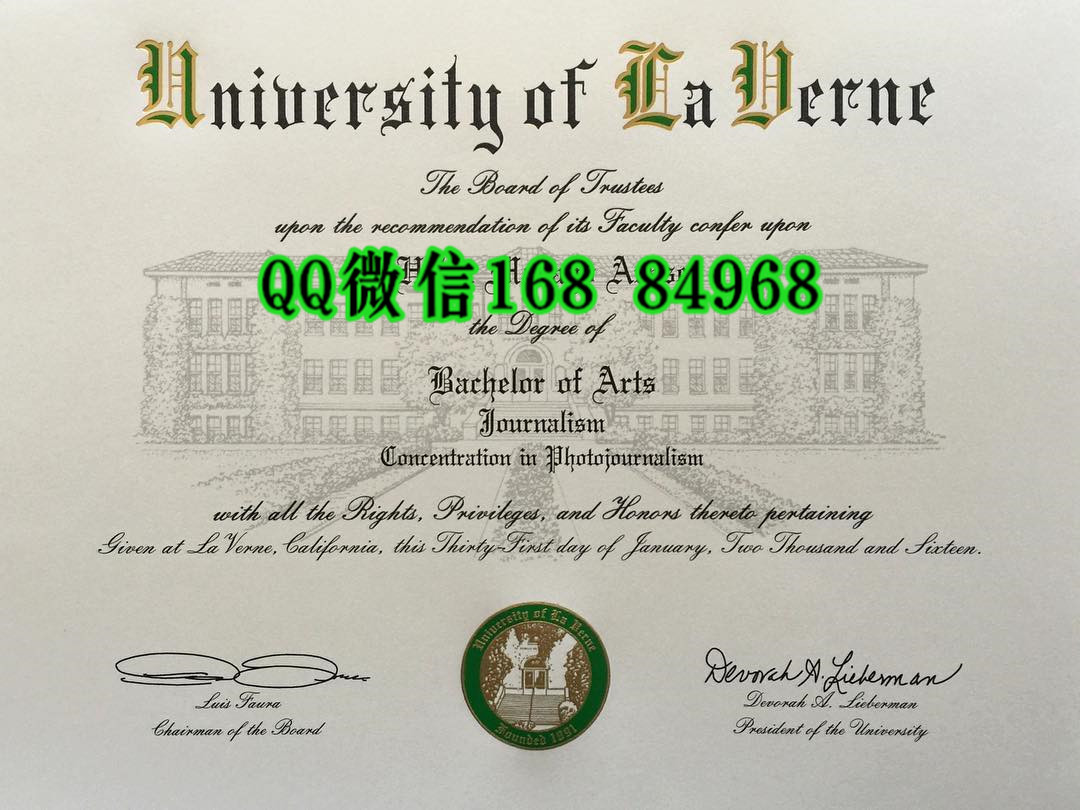 University of La Verne
The Board of Trustees
upon the recommendation of its Faculty confer upon
QQ微信168 84968
the Degree of
Bachelor of Arts
Journalism
Concentration in Photojournalism
with all the Rights, Privileges, and Honors thereto pertaining
Given at La Verne, California, this Thirty-First day of January, Two Thousand and Sixteen.
University of La Verne
Founded 1891
Devorah A. Lieberman
Luis Faura
Devorah A. Lieberman
Chairman of the Board
President of the University